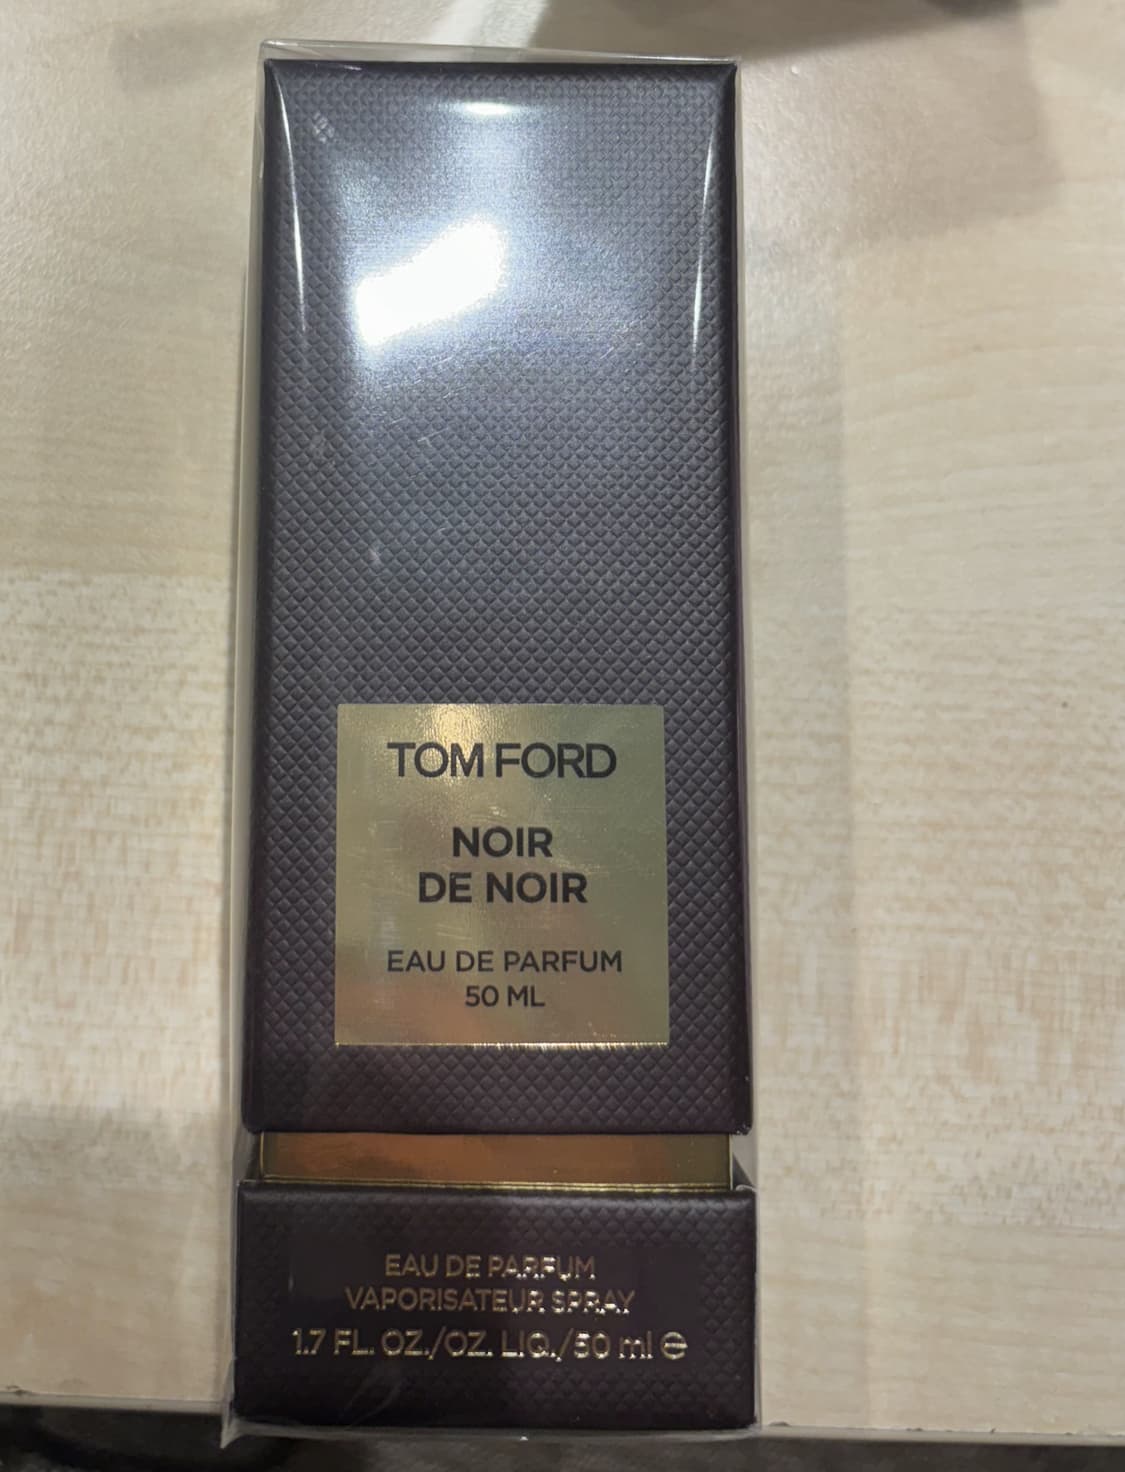 TOM FORD
NOIR
DE NOIR
EAU DE PARFUM
50 ML
EAU DE PARFUM
VAPORISATEUR SPRAY
1.7 FL. OZ./OZ. LIQ./50 ml ℮